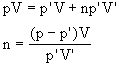 pV = p'V + np'V'
n = (p – p')V / p'V'